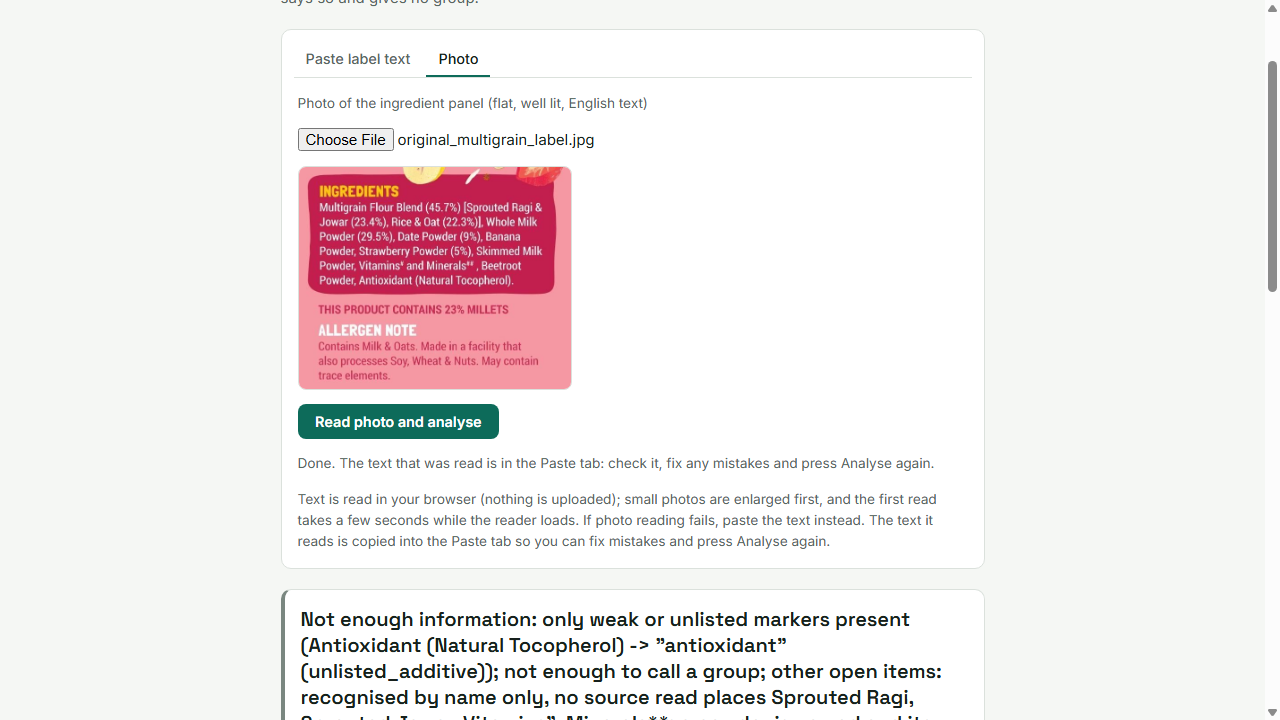 Paste label text
Photo
Photo of the ingredient panel (flat, well lit, English text)
Choose File original_multigrain_label.jpg
INGREDIENTS
Multigrain Flour Blend (45.7%) [Sprouted Ragi &
Jowar (23.4%), Rice & Oat (22.3%)], Whole Milk
Powder (29.5%), Date Powder (9%), Banana
Powder, Strawberry Powder (5%), Skimmed Milk
Powder, Vitamins# and Minerals## , Beetroot
Powder, Antioxidant (Natural Tocopherol).
THIS PRODUCT CONTAINS 23% MILLETS
ALLERGEN NOTE
Contains Milk & Oats. Made in a facility that
also processes Soy, Wheat & Nuts. May contain
trace elements.
Read photo and analyse
Done. The text that was read is in the Paste tab: check it, fix any mistakes and press Analyse again.
Text is read in your browser (nothing is uploaded); small photos are enlarged first, and the first read
takes a few seconds while the reader loads. If photo reading fails, paste the text instead. The text it
reads is copied into the Paste tab so you can fix mistakes and press Analyse again.
Not enough information: only weak or unlisted markers present
(Antioxidant (Natural Tocopherol) -> "antioxidant"
(unlisted_additive)); not enough to call a group; other open items:
recognised by name only, no source read places Sprouted Ragi,